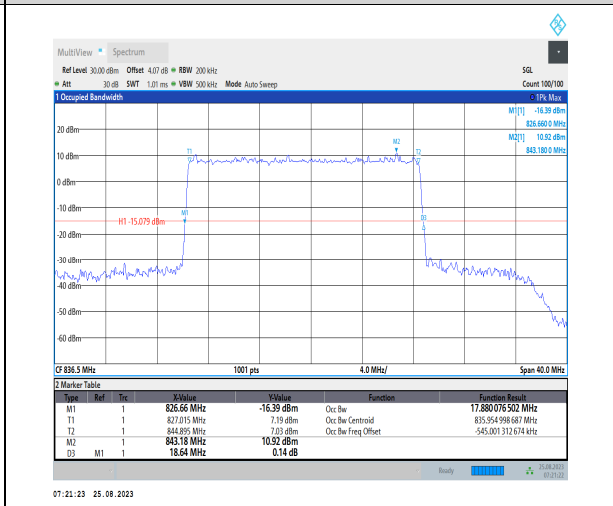 MultiView Spectrum
Ref Level 30.00 dBm Offset 4.07 dB RBW 200 kHz SGL
Att 30 dB SWT 1.01 ms VBW 500 kHz Mode Auto Sweep Count 100/100
1 Occupied Bandwidth 1Pk Max
M1[1] -16.39 dBm
826.660 0 MHz
M2[1] 10.92 dBm
843.180 0 MHz
20 dBm
M2
T1 T2
10 dBm
0 dBm
-10 dBm
M1
H1 -15.079 dBm
D3
-20 dBm
-30 dBm
-40 dBm
-50 dBm
-60 dBm
CF 836.5 MHz 1001 pts 4.0 MHz/ Span 40.0 MHz
2 Marker Table
Type Ref Trc X-Value Y-Value Function Function Result
M1 1 826.66 MHz -16.39 dBm Occ Bw 17.880 076 502 MHz
T1 1 827.015 MHz 7.19 dBm Occ Bw Centroid 835.954 998 687 MHz
T2 1 844.895 MHz 7.03 dBm Occ Bw Freq Offset -545.001 312 674 kHz
M2 1 843.18 MHz 10.92 dBm
D3 M1 1 18.64 MHz 0.14 dB
Ready 25.08.2023
07:21:22
07:21:23 25.08.2023